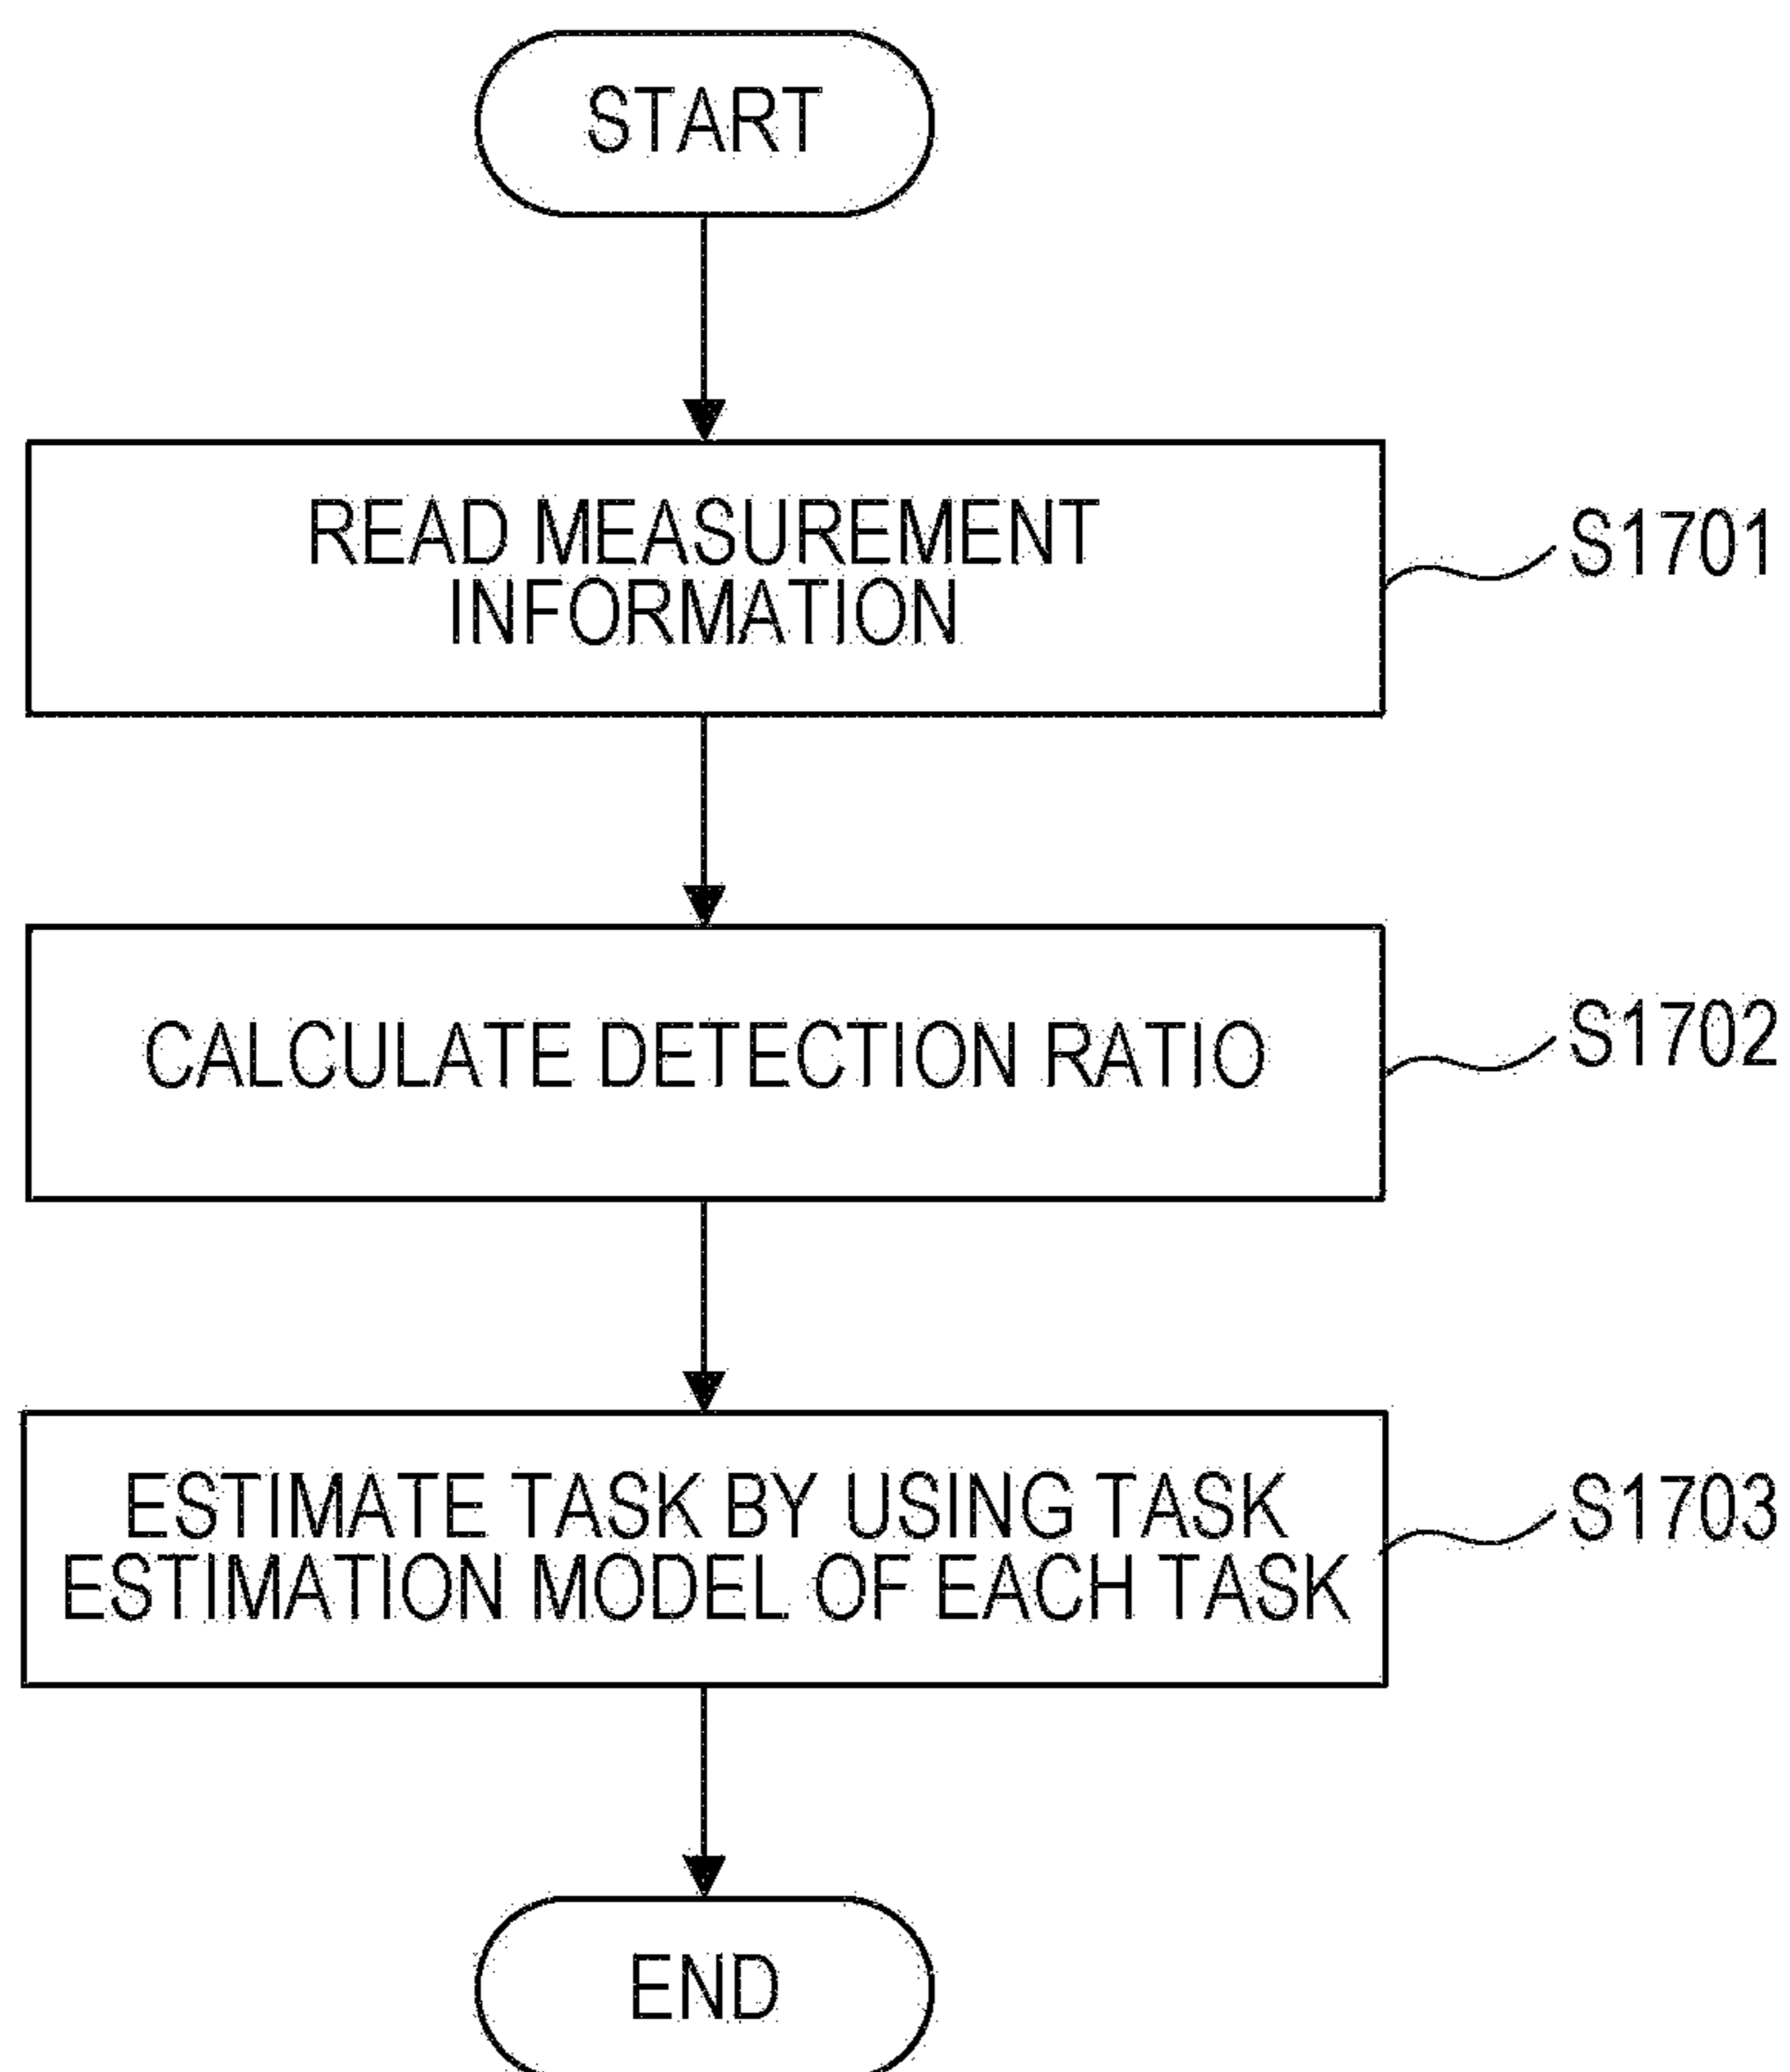 START
READ MEASUREMENT
INFORMATION
S1701
CALCULATE DETECTION RATIO
S1702
ESTIMATE TASK BY USING TASK
ESTIMATION MODEL OF EACH TASK
S1703
END